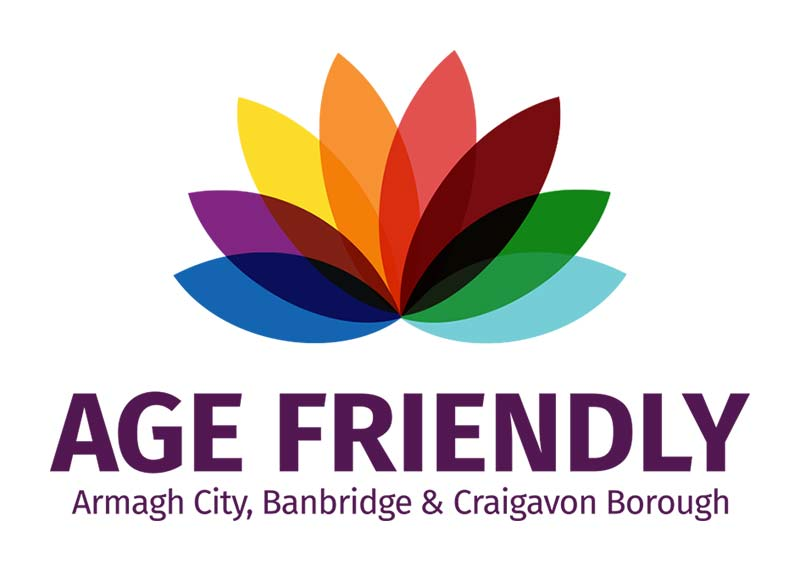 AGE FRIENDLY
Armagh City, Banbridge & Craigavon Borough